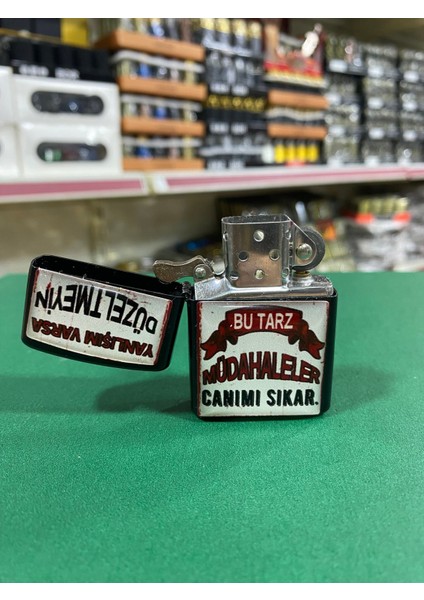 YANLIŞIM VARSA
DÜZELTMEYİN
BU TARZ
MÜDAHALELER
CANIMI SIKAR.